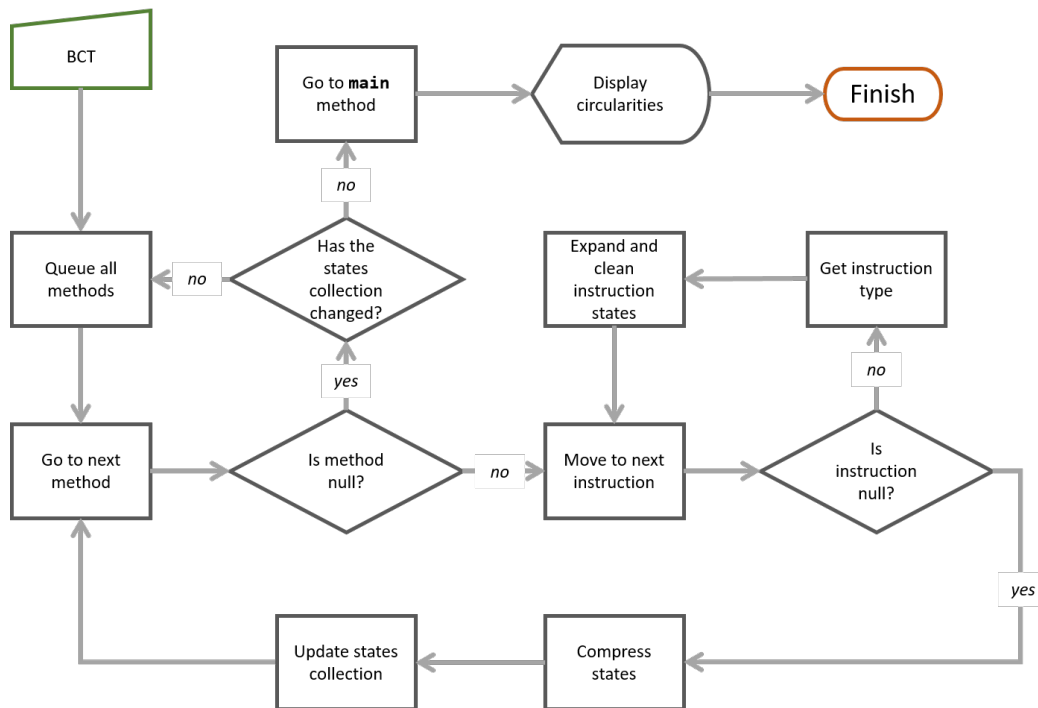 BCT
Go to main
method
Display
circularities
Finish
no
Queue all
methods
no
Has the
states
collection
changed?
Expand and
clean
instruction
states
Get instruction
type
yes
no
Go to next
method
Is method
null?
no
Move to next
instruction
Is
instruction
null?
yes
Update states
collection
Compress
states